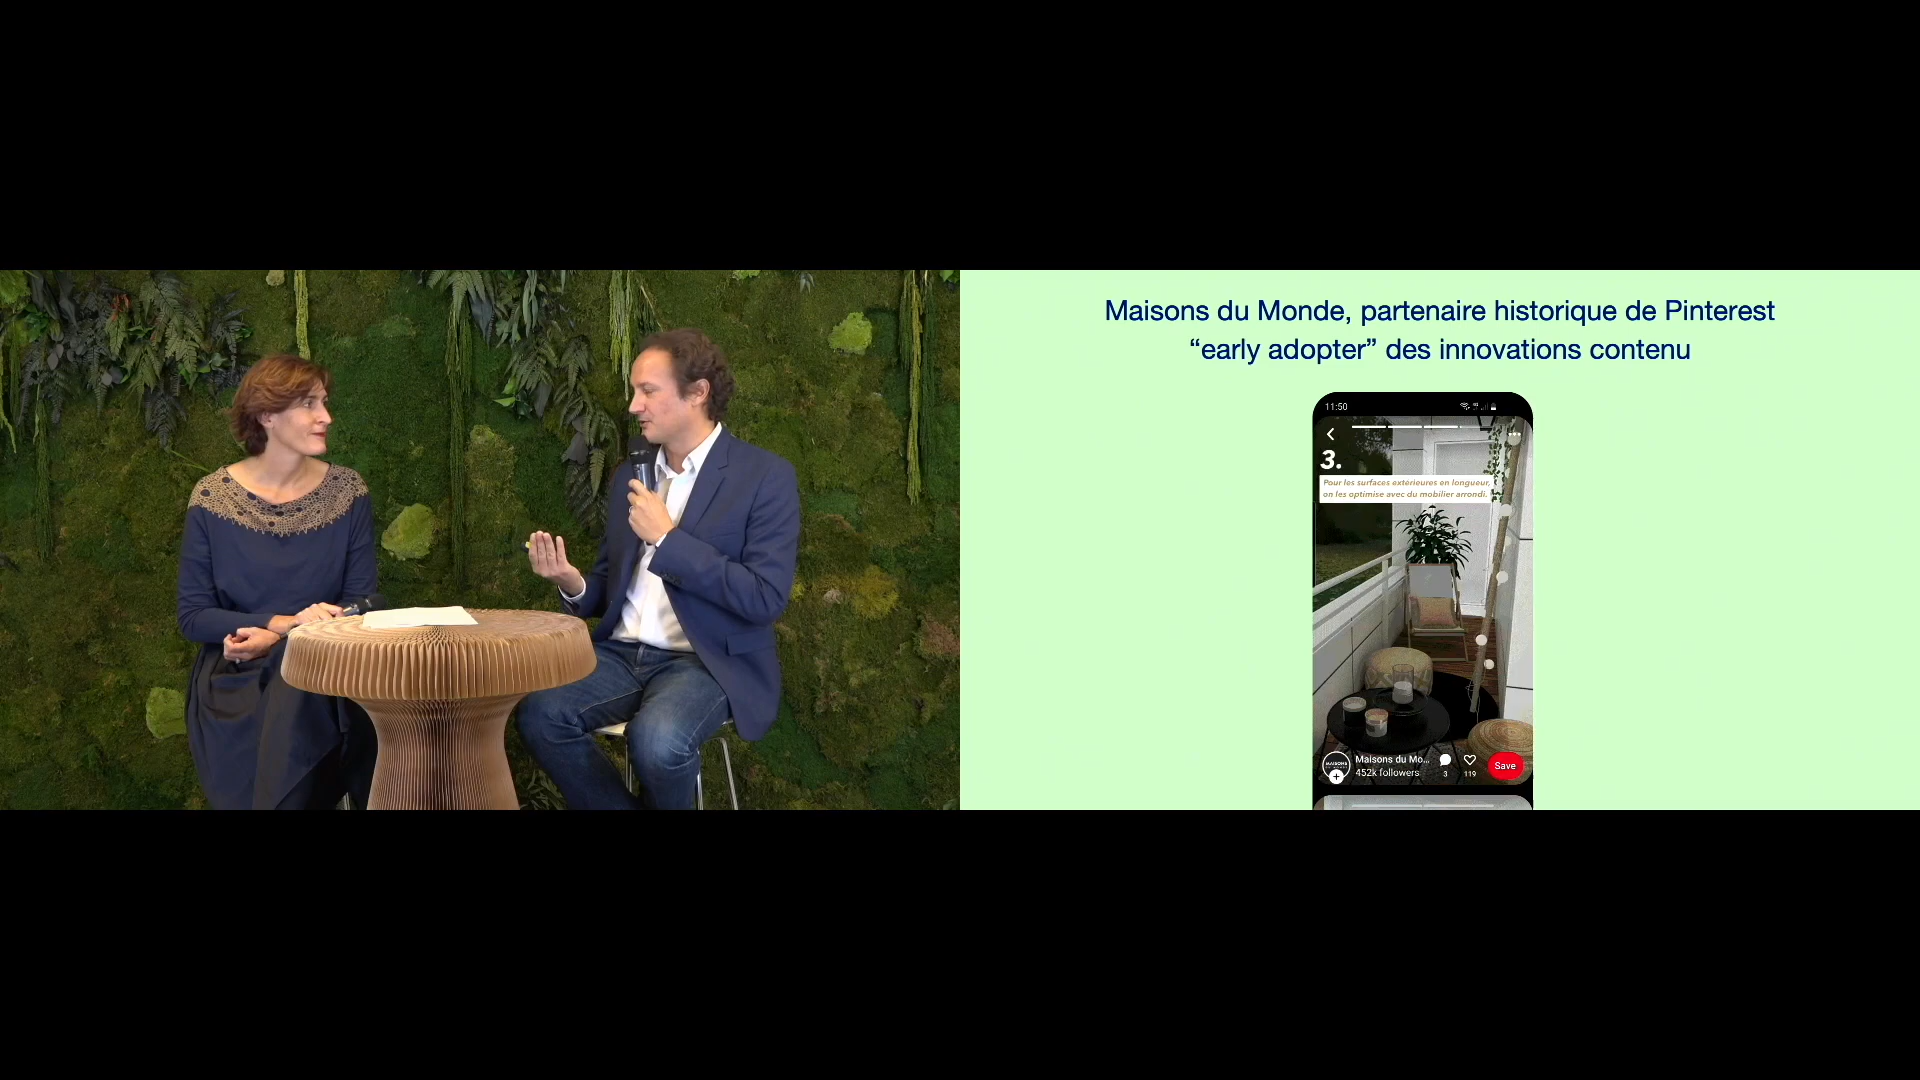 Maisons du Monde, partenaire historique de Pinterest
“early adopter” des innovations contenu
11:50
3.
Pour les surfaces extérieures en longueur,
on les optimise avec du mobilier arrondi.
MAISONS
Maisons du Mo...
452k followers
3
119
Save